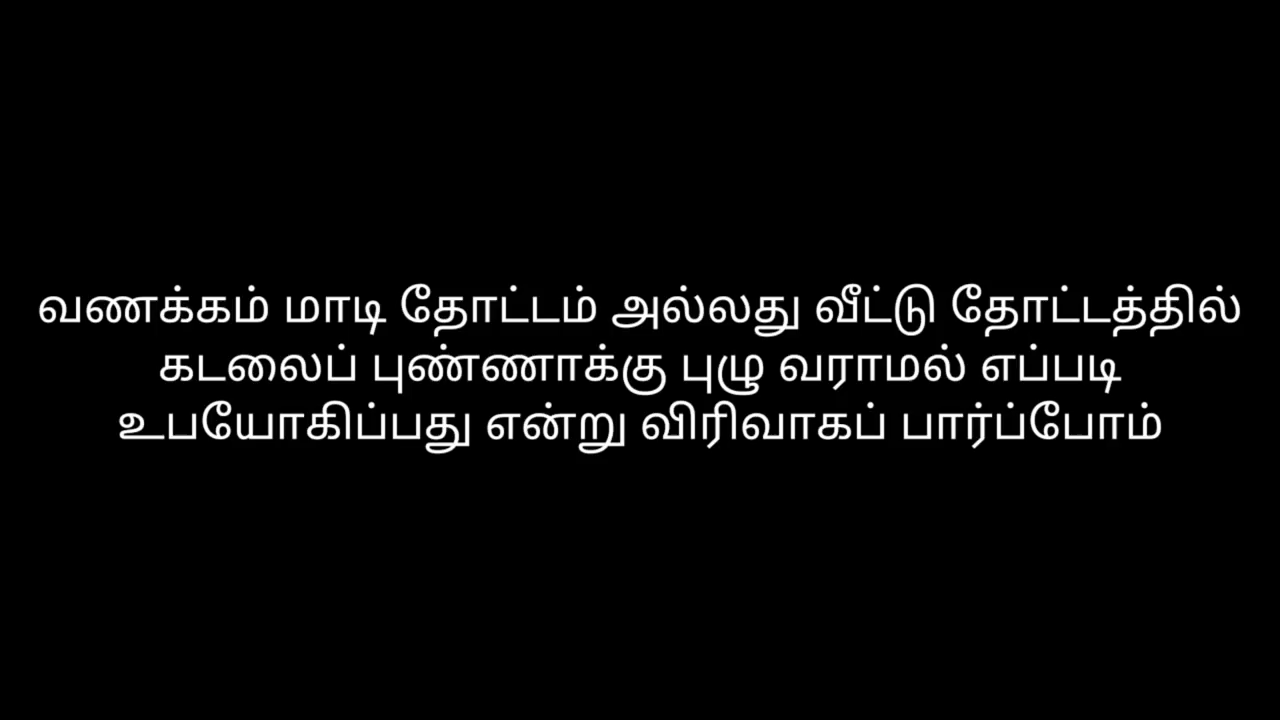 வணக்கம் மாடி தோட்டம் அல்லது வீட்டு தோட்டத்தில்
கடலைப் புண்ணாக்கு புழு வராமல் எப்படி
உபயோகிப்பது என்று விரிவாகப் பார்ப்போம்